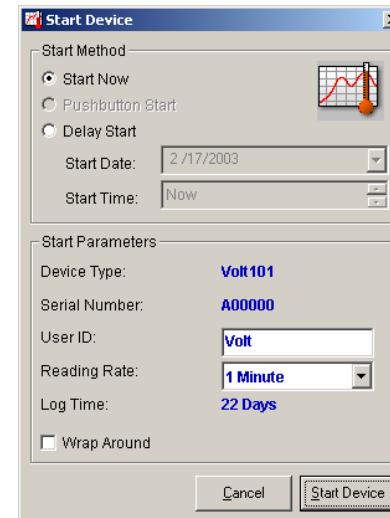 Start Device
Start Method
Start Now
Pushbutton Start
Delay Start
Start Date: 2 /17/2003
Start Time: Now
Start Parameters
Device Type: Volt101
Serial Number: A00000
User ID: Volt
Reading Rate: 1 Minute
Log Time: 22 Days
Wrap Around
Cancel Start Device